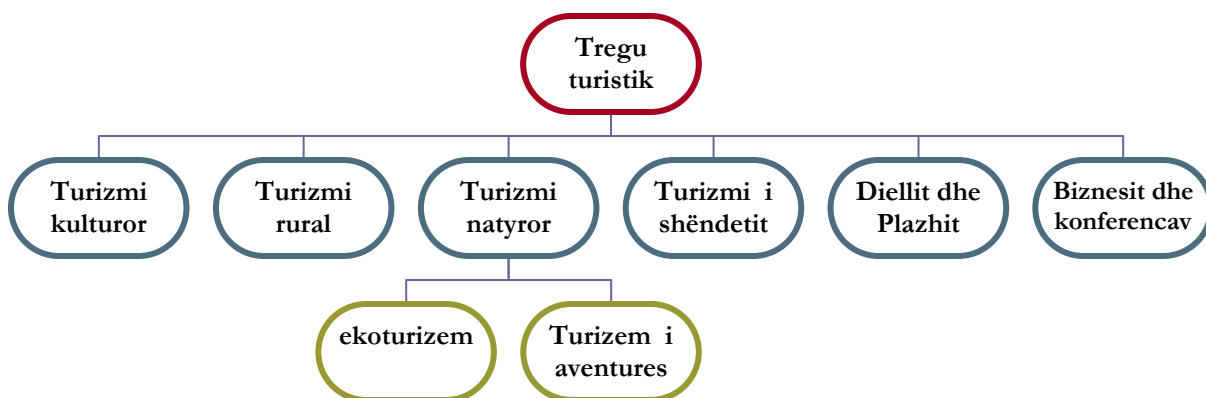 Tregu
turistik
Turizmi
kulturor
Turizmi
rural
Turizmi
natyror
Turizmi i
shëndetit
Diellit dhe
Plazhit
Biznesit dhe
konferencav
ekoturizem
Turizem i
aventures